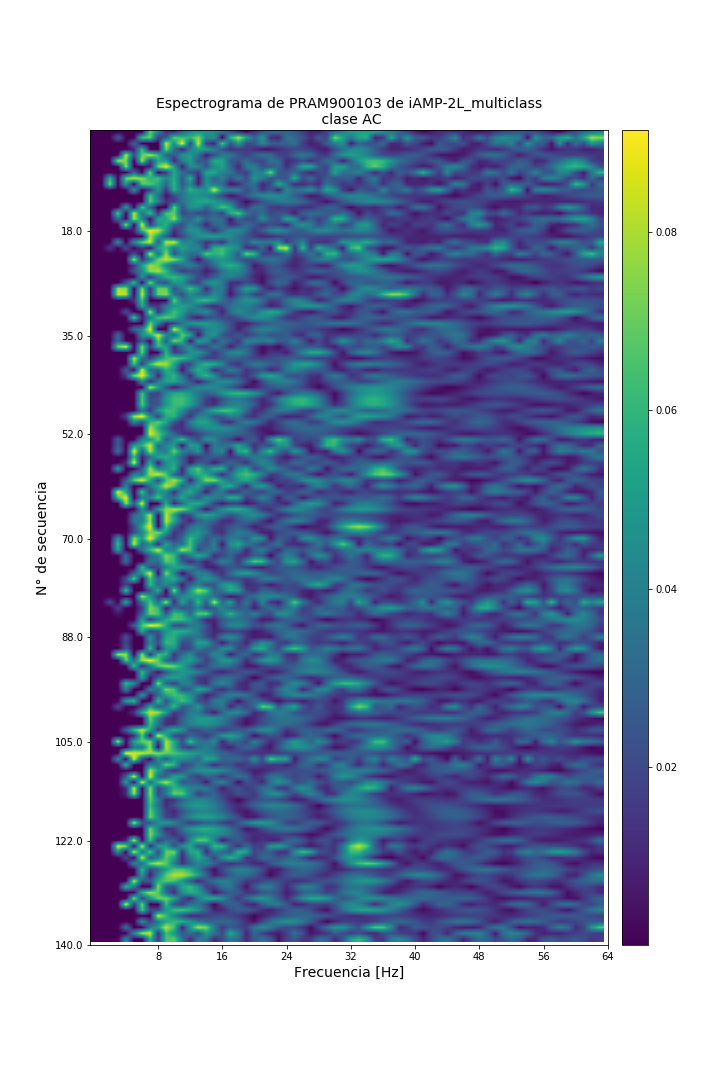 Espectrograma de PRAM900103 de iAMP-2L_multiclass
clase AC
18.0
35.0
52.0
70.0
88.0
105.0
122.0
140.0
N° de secuencia
8 16 24 32 40 48 56 64
Frecuencia [Hz]
0.08
0.06
0.04
0.02